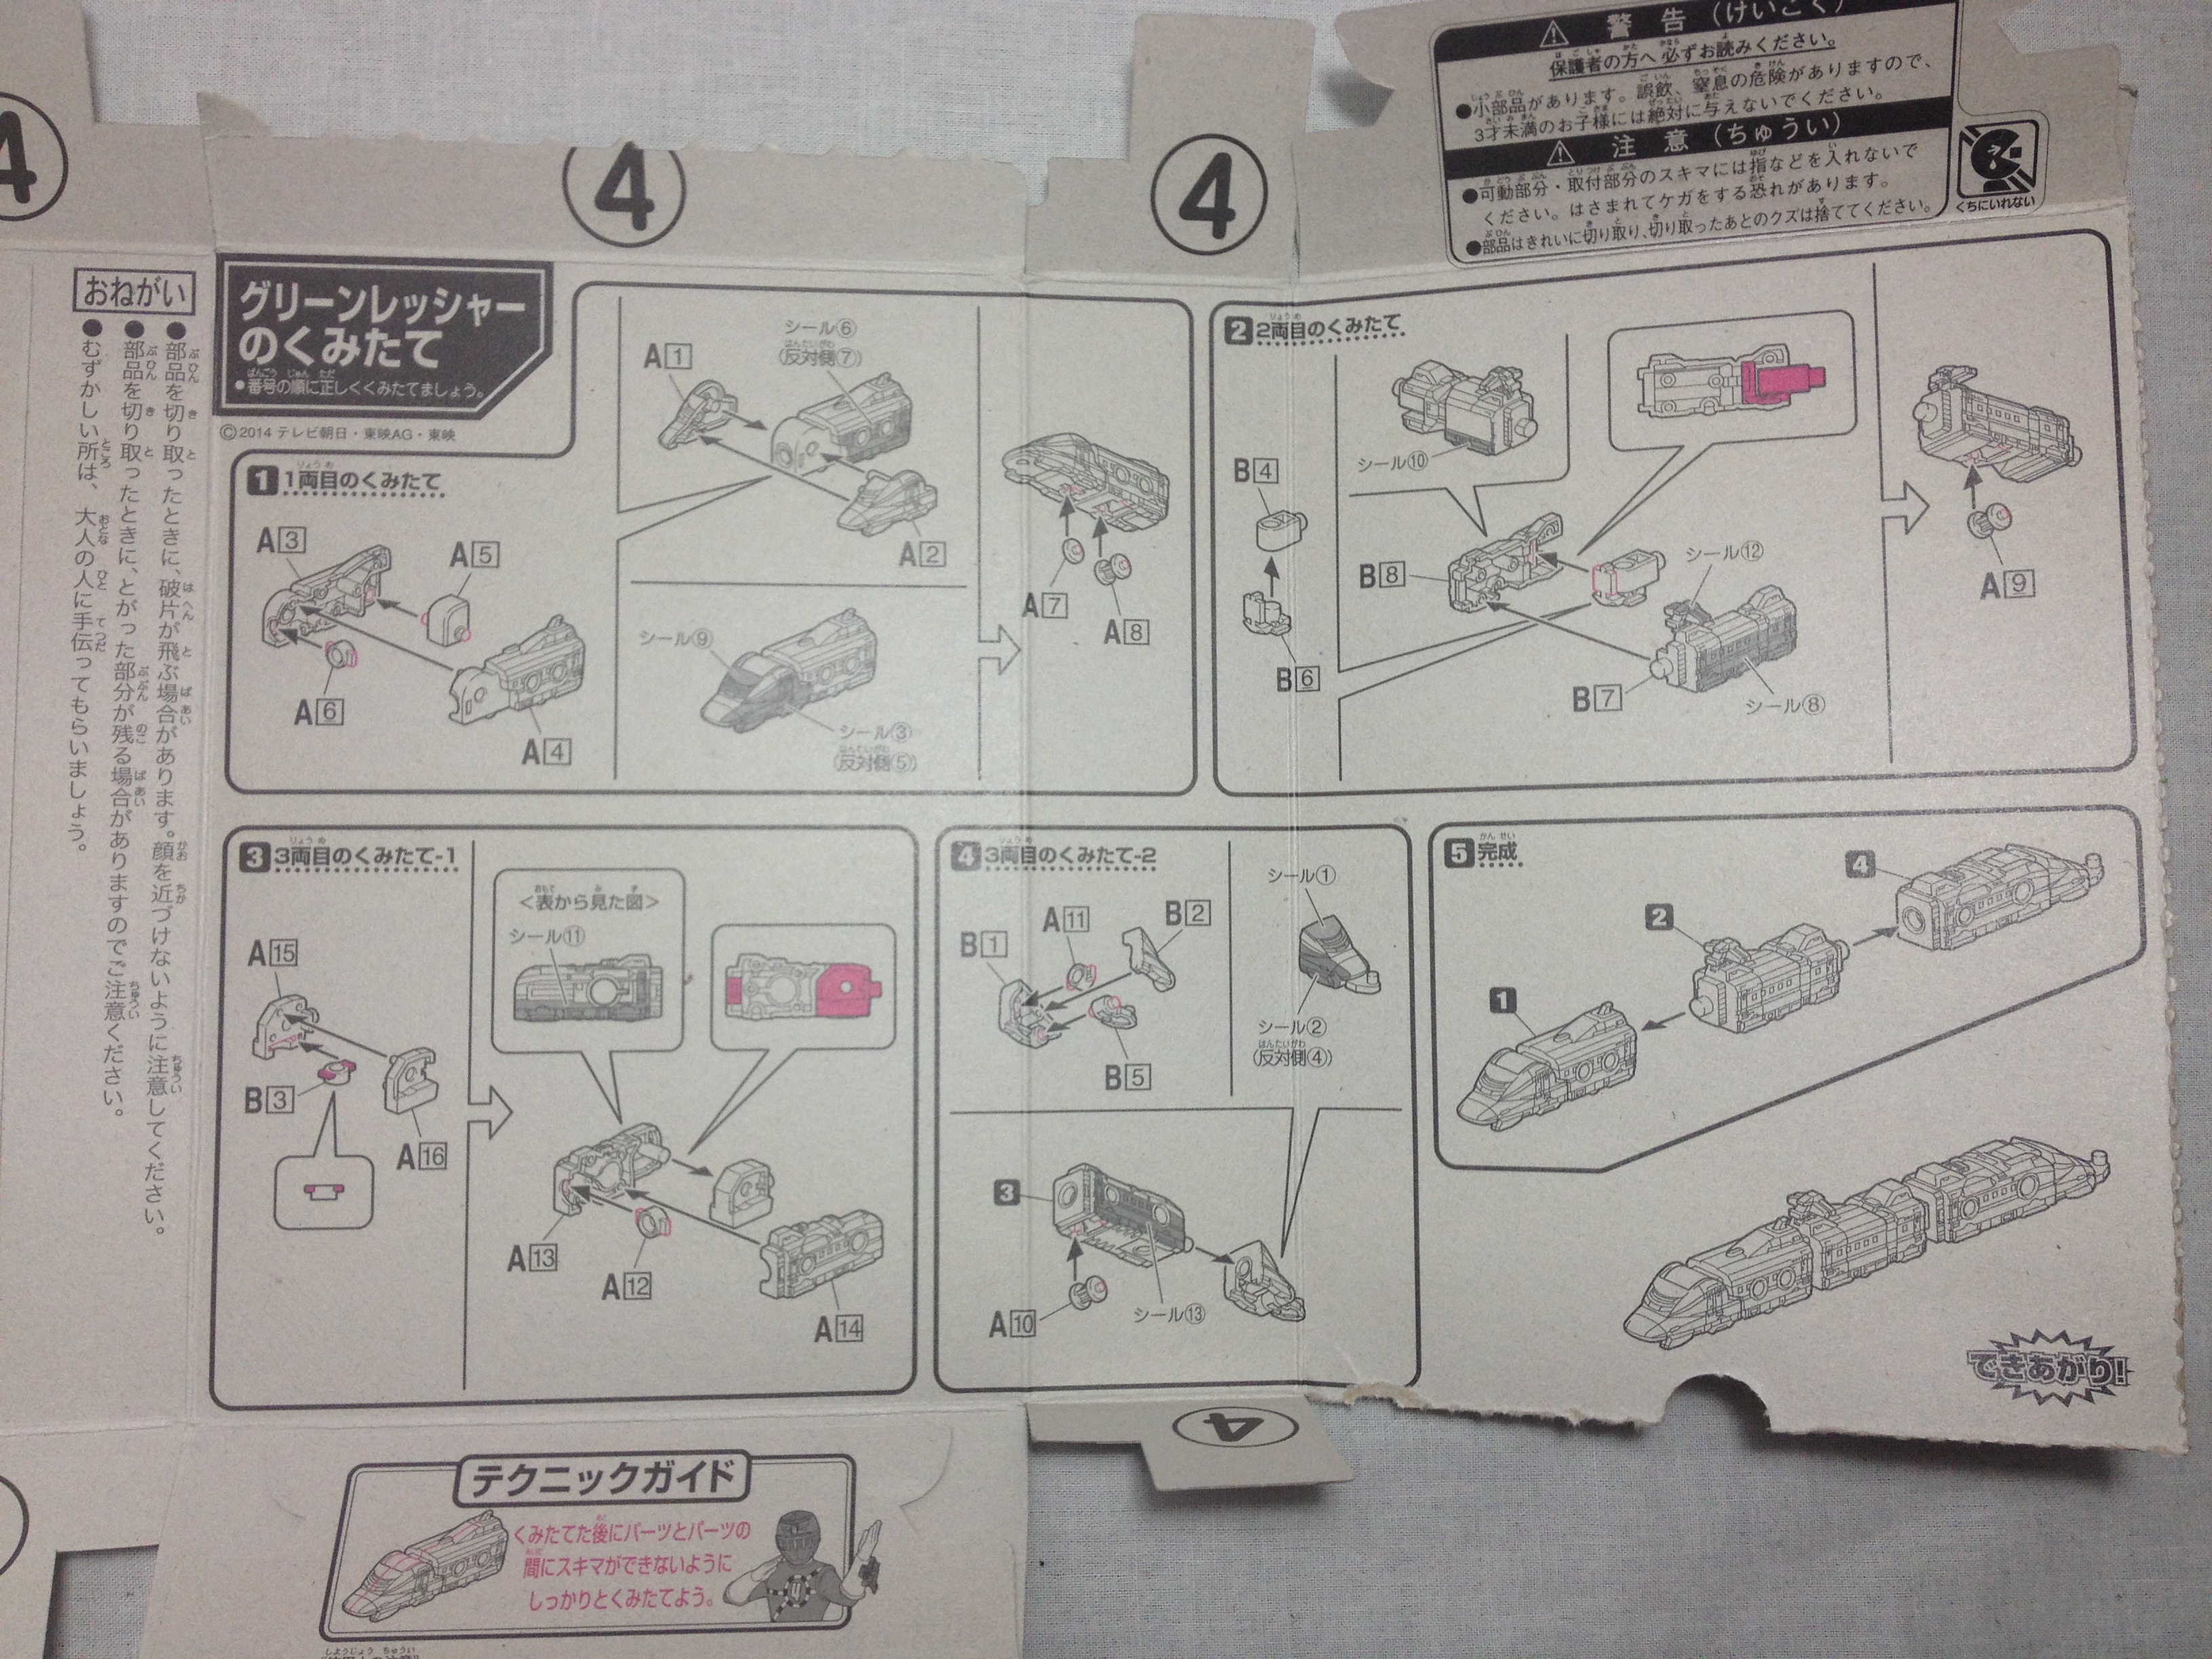 4
4
4
警告(けいこく)
保護者の方へ 必ずお読みください。
●小部品があります。誤飲、窒息の危険がありますので、
3才未満のお子様には絶対に与えないでください。
注意(ちゅうい)
●可動部分・取付部分のスキマには指などを入れないで
ください。はさまれてケガをする恐れがあります。
●部品はきれいに切り取り、切り取ったあとのクズは捨ててください。
くちにいれない
おねがい
●部品を切り取ったときに、破片が飛ぶ場合があります。顔を近づけないように注意してください。
●部品を切り取ったときに、とがった部分が残る場合がありますのでご注意ください。
●むずかしい所は、大人の人に手伝ってもらいましょう。
グリーンレッシャー
のくみたて
●番号の順に正しくくみたてましょう。
©2014 テレビ朝日・東映AG・東映
1 1両目のくみたて
A3
A5
A6
A4
A1
シール⑥
(反対側⑦)
A2
シール⑨
シール③
(反対側⑤)
A7
A8
2 2両目のくみたて
シール⑩
B4
B6
B8
シール⑫
B7
シール⑧
A9
3 3両目のくみたて-1
A15
B3
A16
<表から見た図>
シール⑪
A13
A12
A14
4 3両目のくみたて-2
B1
A11
B2
B5
シール①
シール②
(反対側④)
3
A10
シール⑬
5 完成
1
2
4
できあがり!
4
テクニックガイド
くみたてた後にパーツとパーツの
間にスキマができないように
しっかりとくみたてよう。